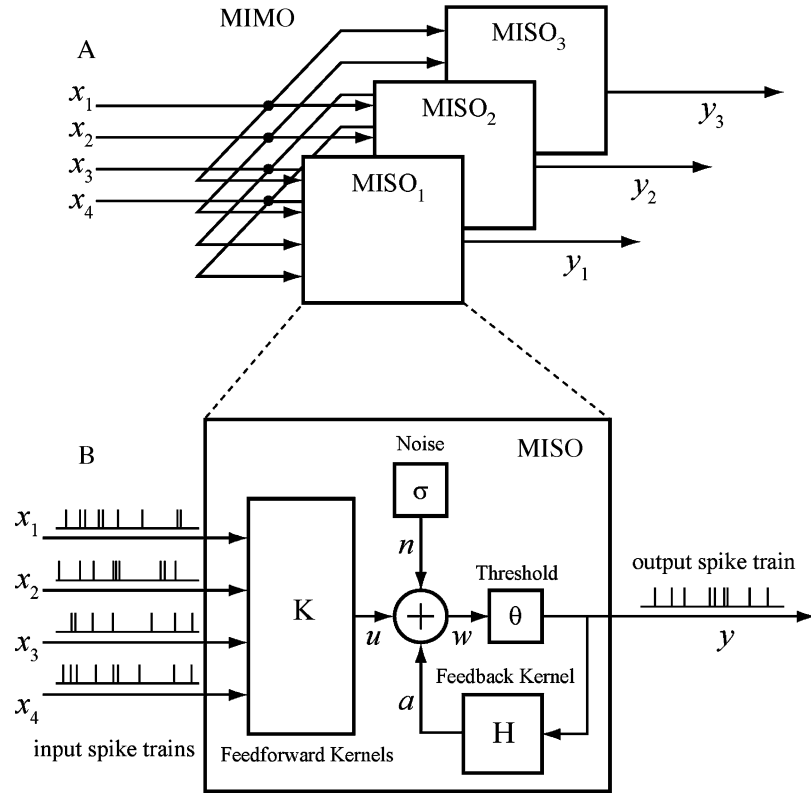 A
MIMO
MISO₃
x₁
x₂
x₃
x₄
MISO₂
MISO₁
y₃
y₂
y₁
B
MISO
Noise
σ
n
x₁
x₂
x₃
x₄
input spike trains
K
Feedforward Kernels
u
+
w
Threshold
θ
output spike train
y
Feedback Kernel
a
H